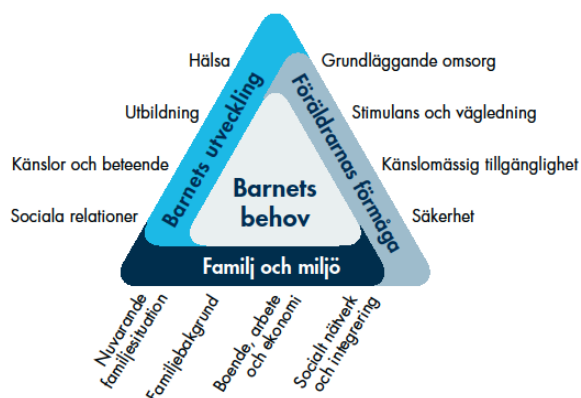 Hälsa
Utbildning
Känslor och beteende
Sociala relationer
Barnets utveckling
Föräldrarnas förmåga
Grundläggande omsorg
Stimulans och vägledning
Känslomässig tillgänglighet
Säkerhet
Barnets
behov
Familj och miljö
Nuvarande
familjesituation
Familjebakgrund
Boende, arbete
och ekonomi
Socialt nätverk
och integrering